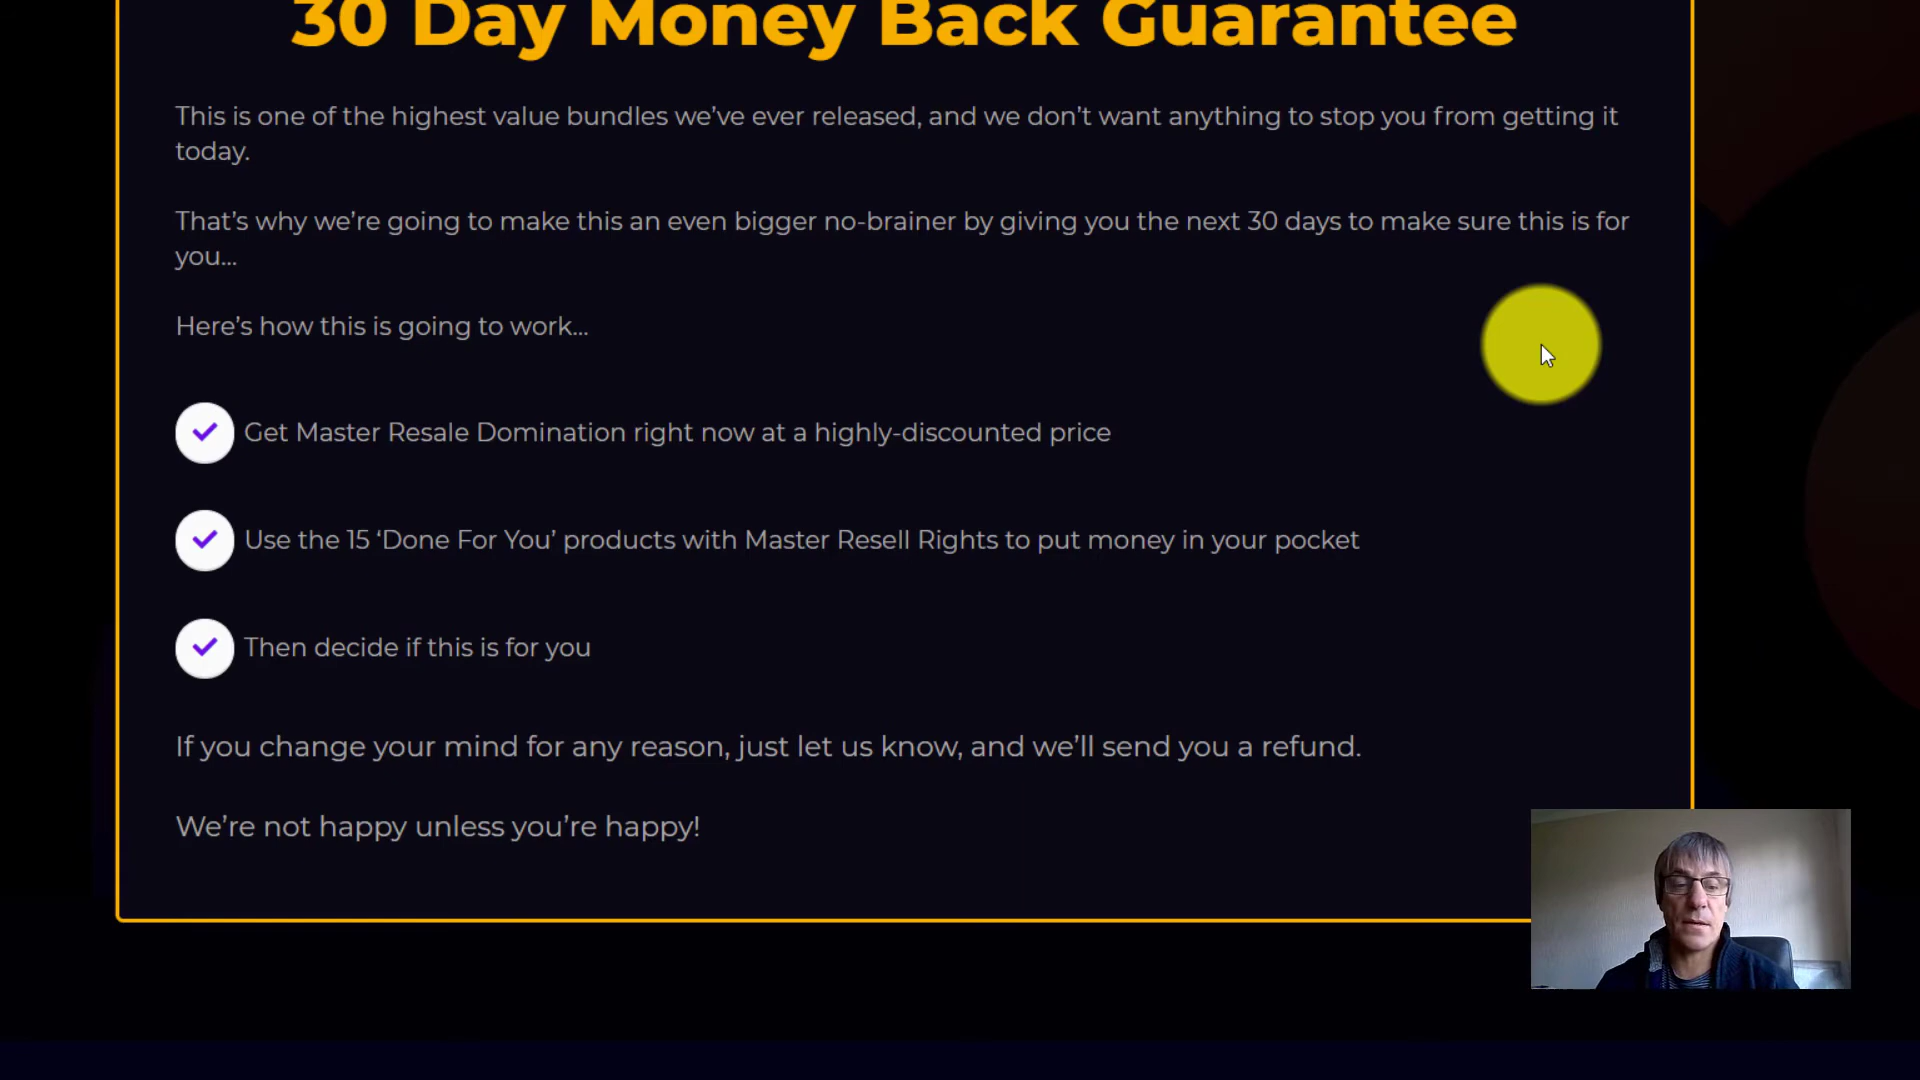 30 Day Money Back Guarantee
This is one of the highest value bundles we’ve ever released, and we don’t want anything to stop you from getting it
today.
That’s why we’re going to make this an even bigger no-brainer by giving you the next 30 days to make sure this is for
you...
Here’s how this is going to work...
Get Master Resale Domination right now at a highly-discounted price
Use the 15 ‘Done For You’ products with Master Resell Rights to put money in your pocket
Then decide if this is for you
If you change your mind for any reason, just let us know, and we’ll send you a refund.
We’re not happy unless you’re happy!